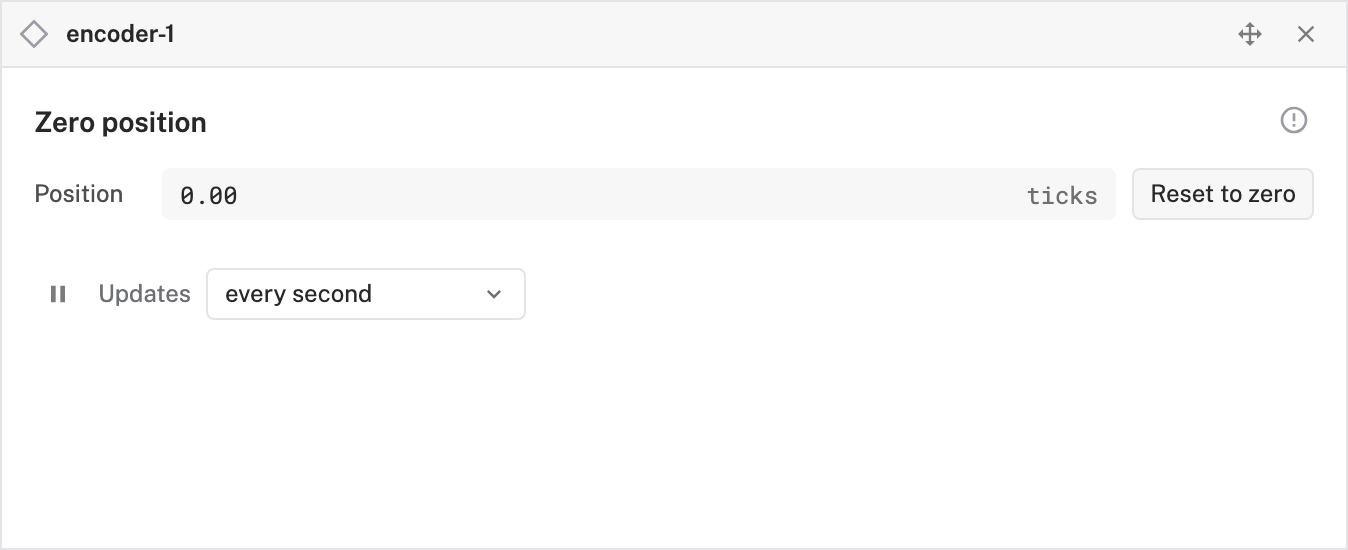 encoder-1
Zero position
Position 0.00 ticks Reset to zero
Updates every second